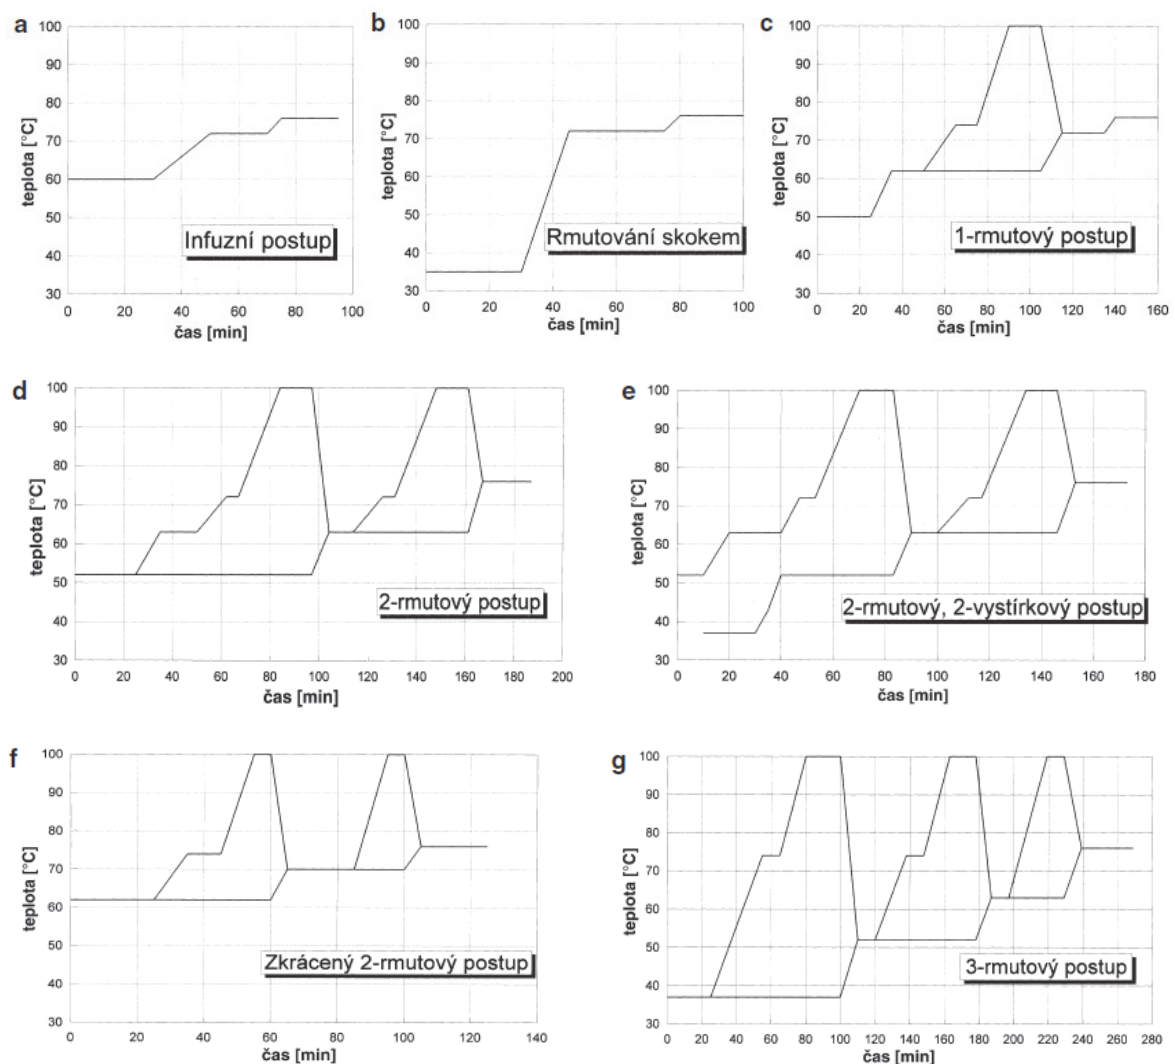 a
teplota [°C]
100
90
80
70
60
50
40
30
0 20 40 60 80 100
čas [min]
Infuzní postup
b
teplota [°C]
100
90
80
70
60
50
40
30
0 20 40 60 80 100
čas [min]
Rmutování skokem
c
teplota [°C]
100
90
80
70
60
50
40
30
0 20 40 60 80 100 120 140 160
čas [min]
1-rmutový postup
d
teplota [°C]
100
90
80
70
60
50
40
30
0 20 40 60 80 100 120 140 160 180 200
čas [min]
2-rmutový postup
e
teplota [°C]
100
90
80
70
60
50
40
30
0 20 40 60 80 100 120 140 160 180
čas [min]
2-rmutový, 2-vystírkový postup
f
teplota [°C]
100
90
80
70
60
50
40
30
0 20 40 60 80 100 120 140
čas [min]
Zkrácený 2-rmutový postup
g
teplota [°C]
100
90
80
70
60
50
40
30
0 20 40 60 80 100 120 140 160 180 200 220 240 260 280
čas [min]
3-rmutový postup